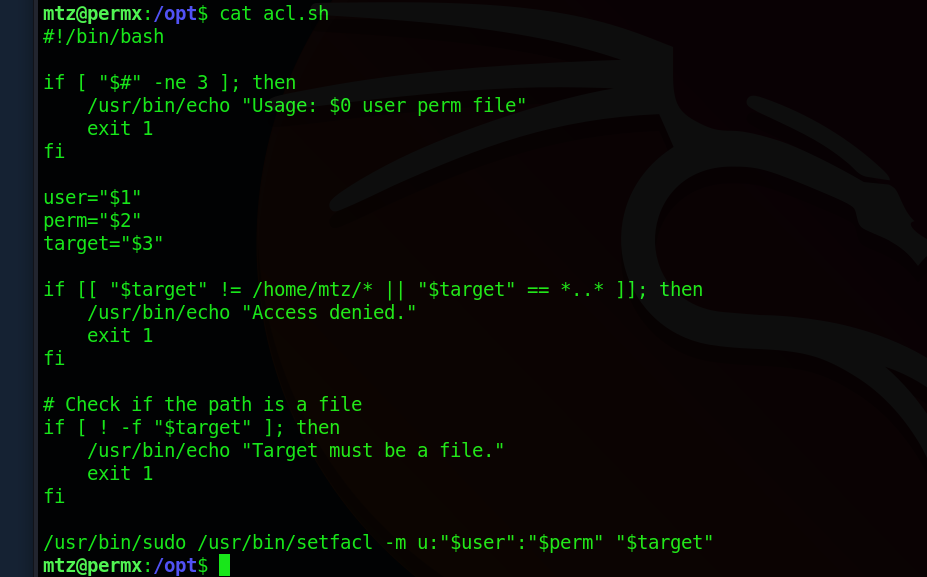 mtz@permx:/opt$ cat acl.sh
#!/bin/bash

if [ "$#" -ne 3 ]; then
    /usr/bin/echo "Usage: $0 user perm file"
    exit 1
fi

user="$1"
perm="$2"
target="$3"

if [[ "$target" != /home/mtz/* || "$target" == *..* ]]; then
    /usr/bin/echo "Access denied."
    exit 1
fi

# Check if the path is a file
if [ ! -f "$target" ]; then
    /usr/bin/echo "Target must be a file."
    exit 1
fi

/usr/bin/sudo /usr/bin/setfacl -m u:"$user":"$perm" "$target"
mtz@permx:/opt$